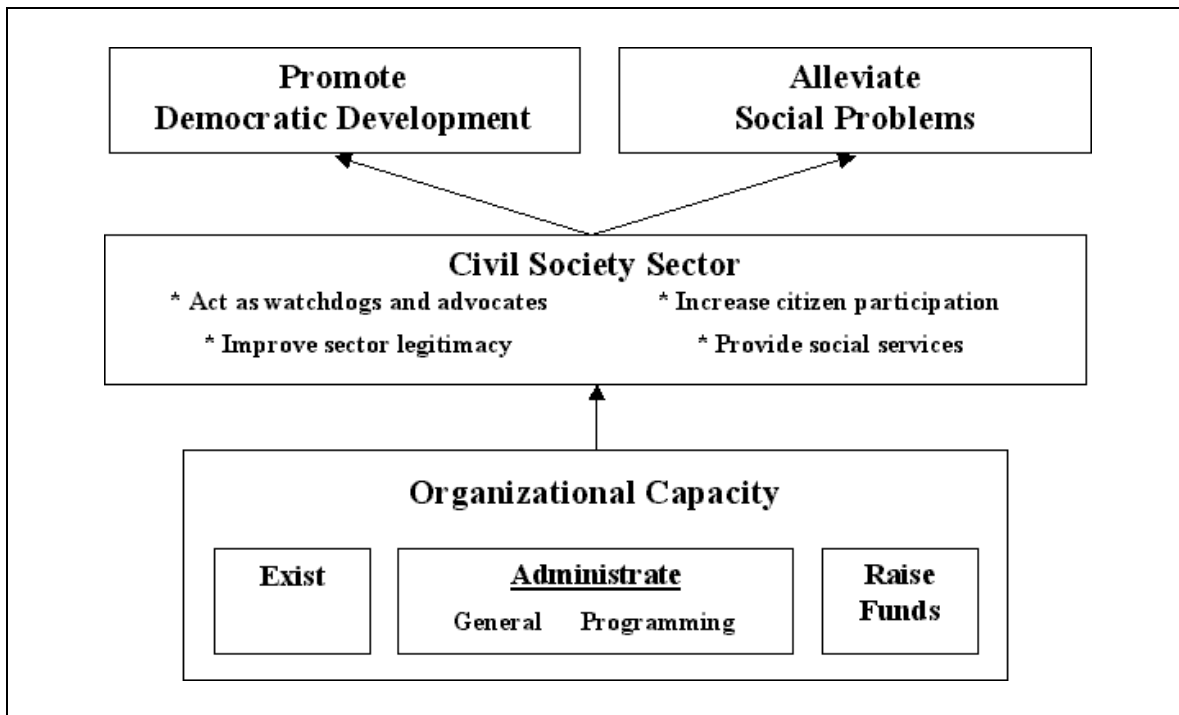 Promote
Democratic Development
Alleviate
Social Problems
Civil Society Sector
* Act as watchdogs and advocates
* Increase citizen participation
* Improve sector legitimacy
* Provide social services
Organizational Capacity
Exist
Administrate
General Programming
Raise
Funds